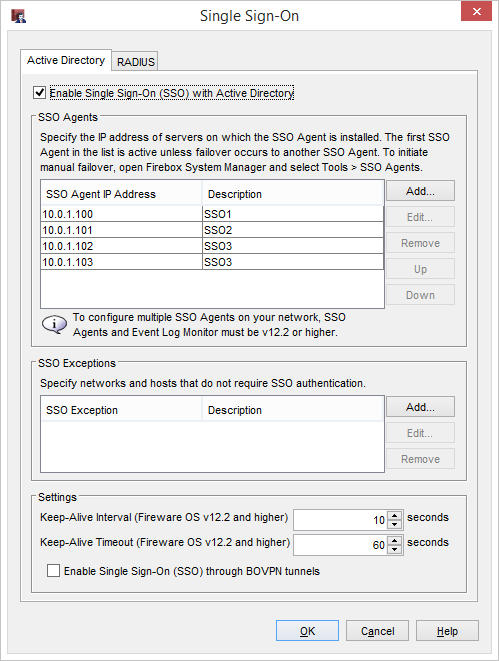 Single Sign-On
Active Directory RADIUS
Enable Single Sign-On (SSO) with Active Directory
SSO Agents
Specify the IP address of servers on which the SSO Agent is installed. The first SSO
Agent in the list is active unless failover occurs to another SSO Agent. To initiate
manual failover, open Firebox System Manager and select Tools > SSO Agents.
SSO Agent IP Address Description
10.0.1.100 SSO1
10.0.1.101 SSO2
10.0.1.102 SSO3
10.0.1.103 SSO3
Add...
Edit...
Remove
Up
Down
To configure multiple SSO Agents on your network, SSO
Agents and Event Log Monitor must be v12.2 or higher.
SSO Exceptions
Specify networks and hosts that do not require SSO authentication.
SSO Exception Description
Add...
Edit...
Remove
Settings
Keep-Alive Interval (Fireware OS v12.2 and higher) 10 seconds
Keep-Alive Timeout (Fireware OS v12.2 and higher) 60 seconds
Enable Single Sign-On (SSO) through BOVPN tunnels
OK Cancel Help